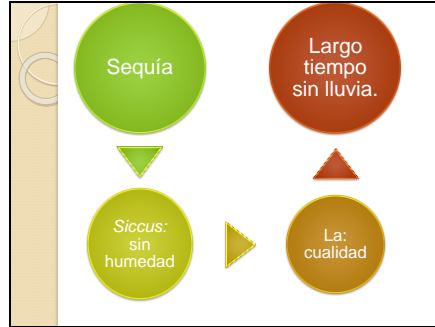 Sequía
Siccus:
sin
humedad
La:
cualidad
Largo
tiempo
sin lluvia.